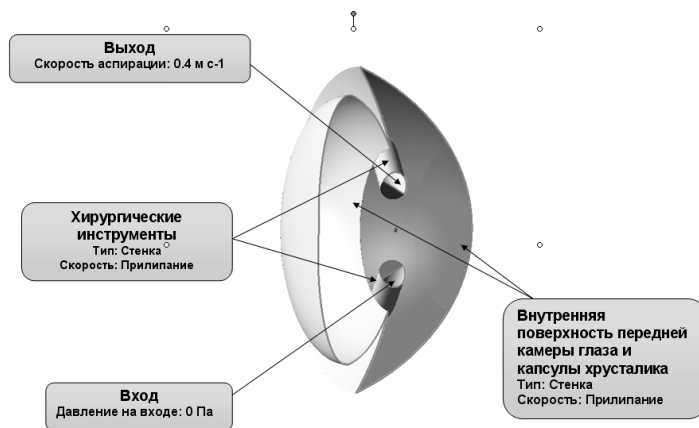 Выход
Скорость аспирации: 0.4 м с-1
Хирургические
инструменты
Тип: Стенка
Скорость: Прилипание
Вход
Давление на входе: 0 Па
Внутренняя
поверхность передней
камеры глаза и
капсулы хрусталика
Тип: Стенка
Скорость: Прилипание